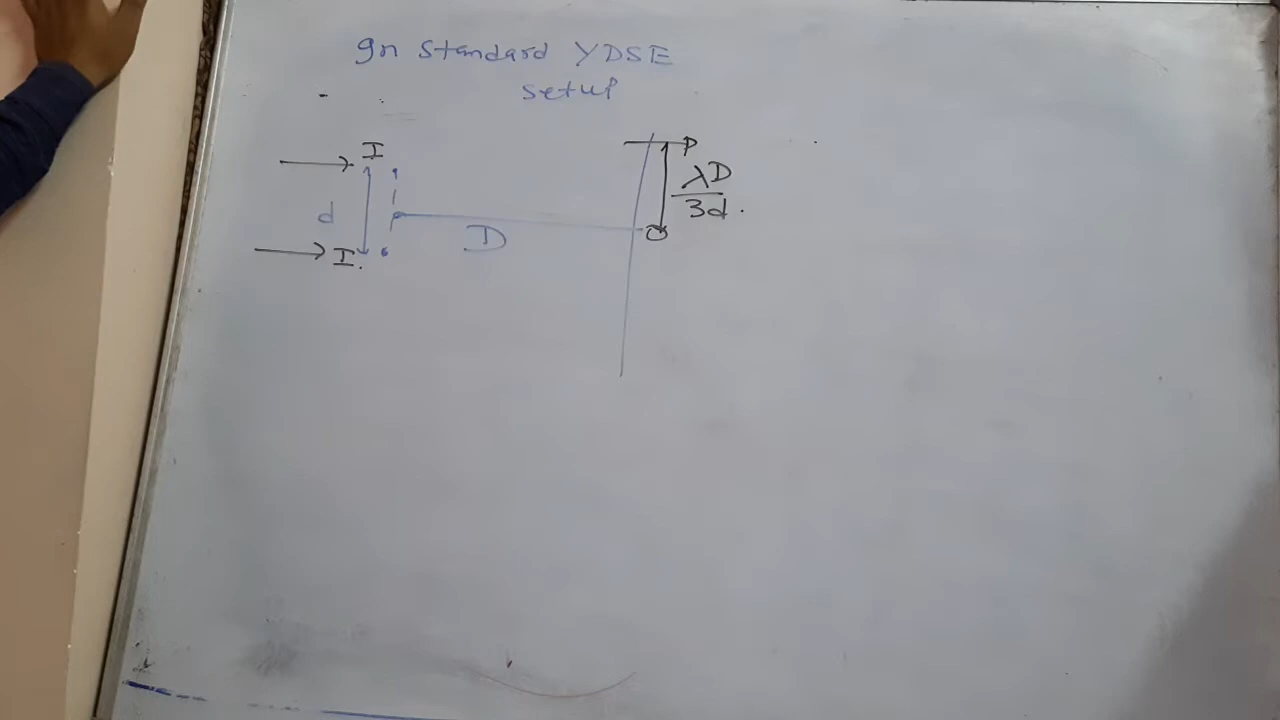 In Standard YDSE
setup
I
P
λD
3d.
d
D
O
I.